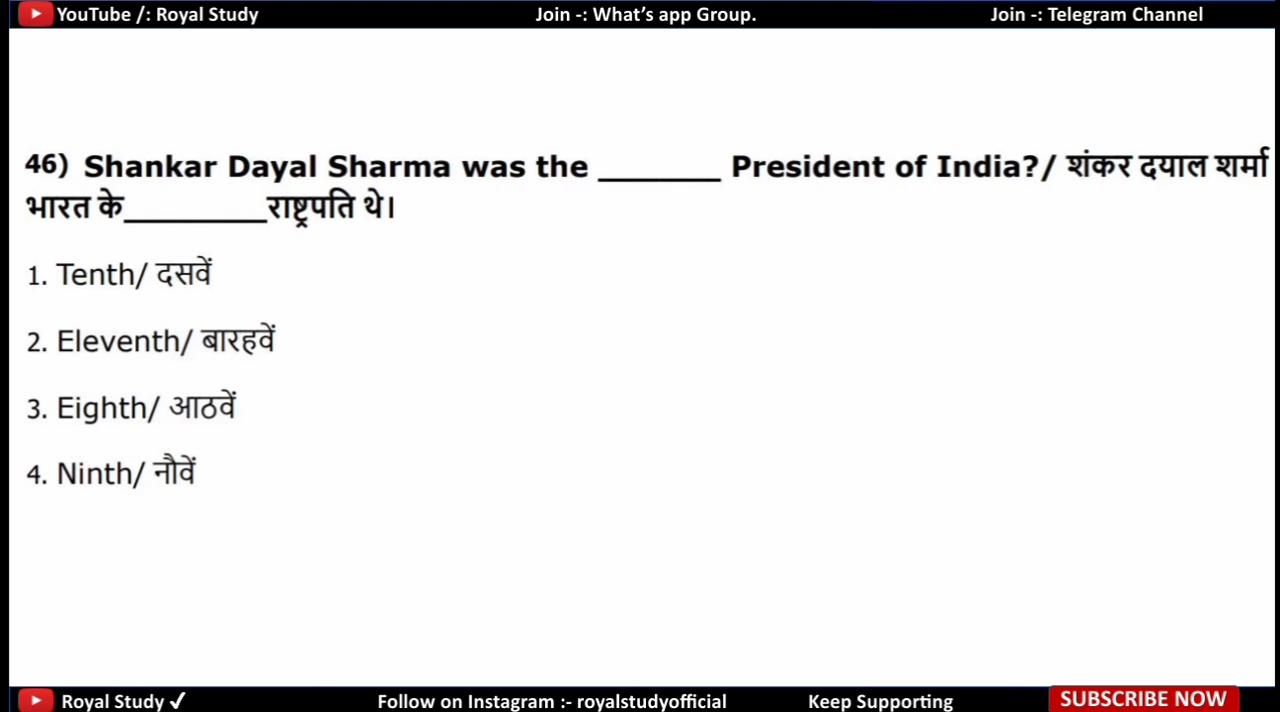 YouTube /: Royal Study Join -: What's app Group. Join -: Telegram Channel
46) Shankar Dayal Sharma was the _______ President of India?/ शंकर दयाल शर्मा
भारत के_________राष्ट्रपति थे।
1. Tenth/ दसवें
2. Eleventh/ बारहवें
3. Eighth/ आठवें
4. Ninth/ नौवें
Royal Study ✓ Follow on Instagram :- royalstudyofficial Keep Supporting SUBSCRIBE NOW